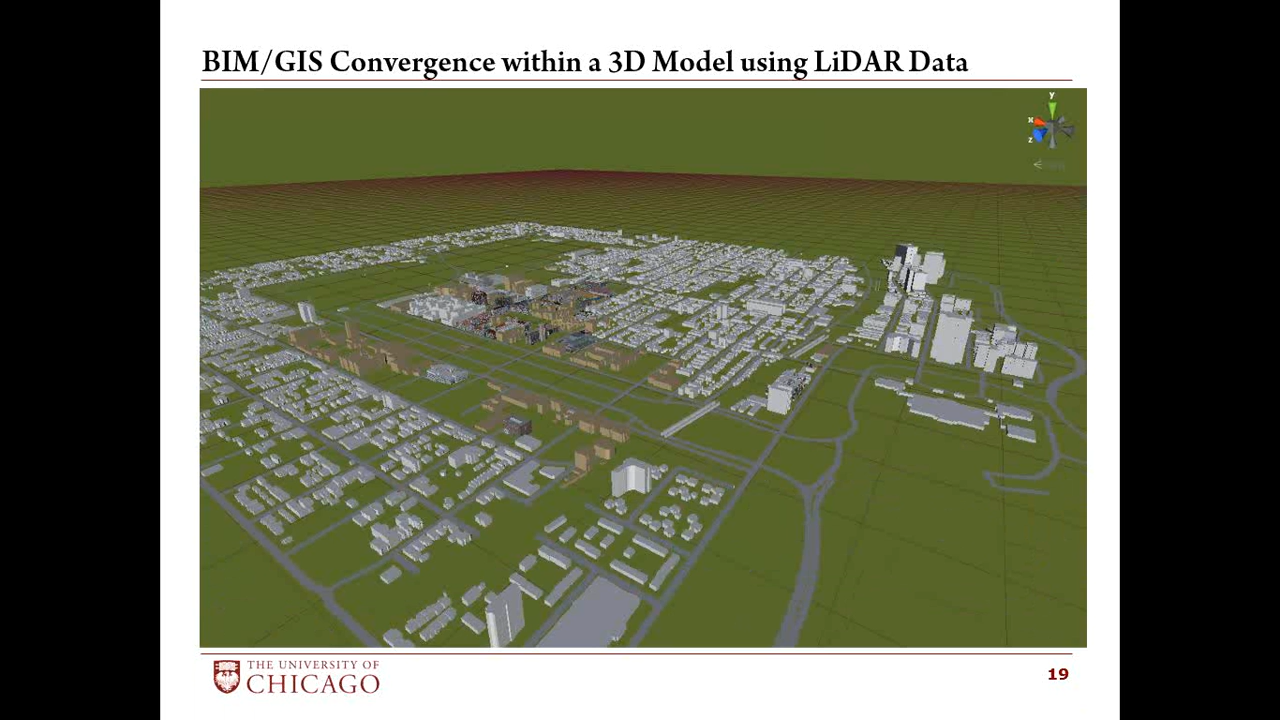 BIM/GIS Convergence within a 3D Model using LiDAR Data
y
x
z
THE UNIVERSITY OF
CHICAGO
19